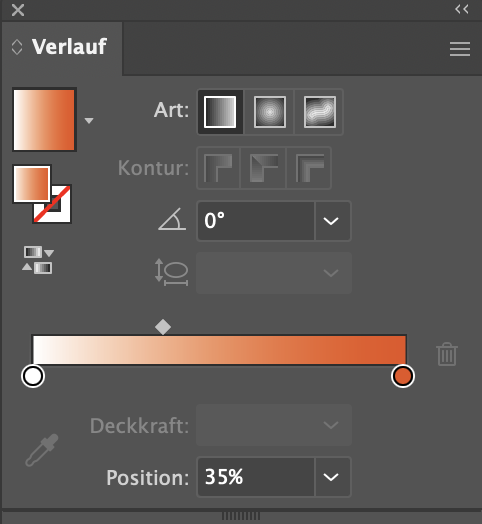 Verlauf
Art:
Kontur:
0°
Deckkraft:
Position: 35%